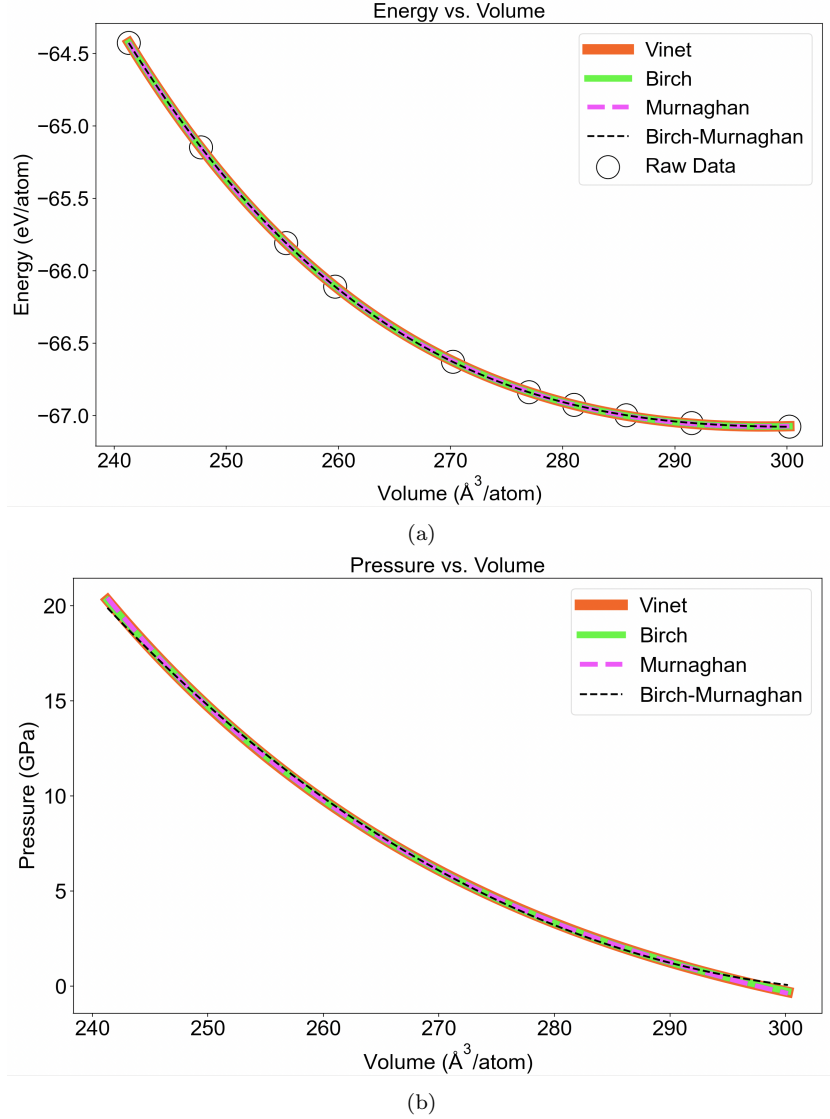 Energy vs. Volume
Vinet
Birch
Murnaghan
Birch-Murnaghan
Raw Data
Energy (eV/atom)
−64.5
−65.0
−65.5
−66.0
−66.5
−67.0
240 250 260 270 280 290 300
Volume (Å³/atom)
(a)
Pressure vs. Volume
Vinet
Birch
Murnaghan
Birch-Murnaghan
Pressure (GPa)
20
15
10
5
0
240 250 260 270 280 290 300
Volume (Å³/atom)
(b)